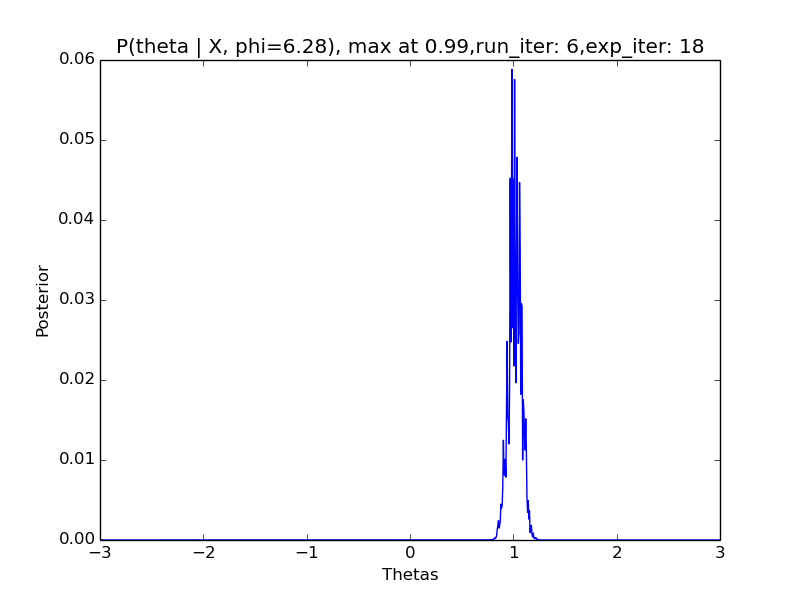 P(theta | X, phi=6.28), max at 0.99,run_iter: 6,exp_iter: 18
0.06
0.05
0.04
0.03
0.02
0.01
0.00
Posterior
−3 −2 −1 0 1 2 3
Thetas